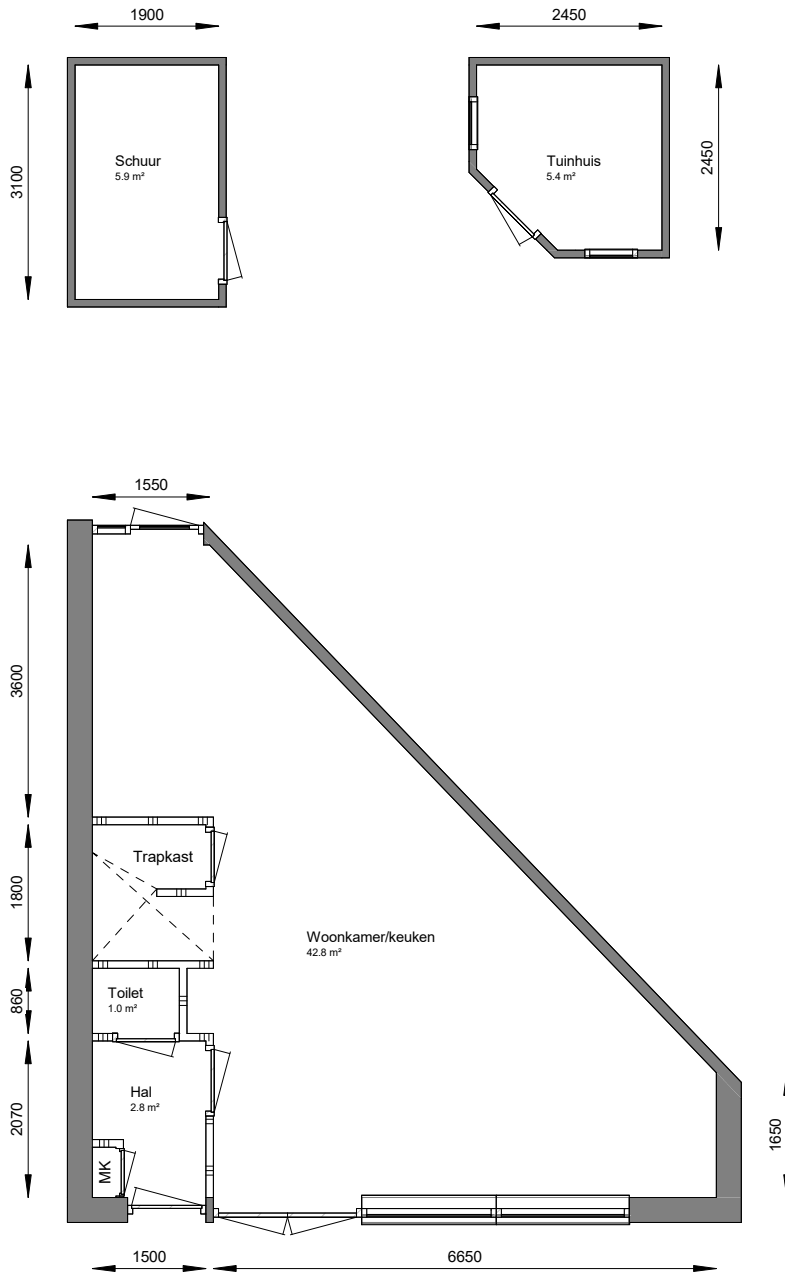 1900
2450
3100
Schuur
5.9 m²
Tuinhuis
5.4 m²
2450
1550
3600
1800
Trapkast
Woonkamer/keuken
42.8 m²
860
Toilet
1.0 m²
2070
Hal
2.8 m²
MK
1650
1500
6650